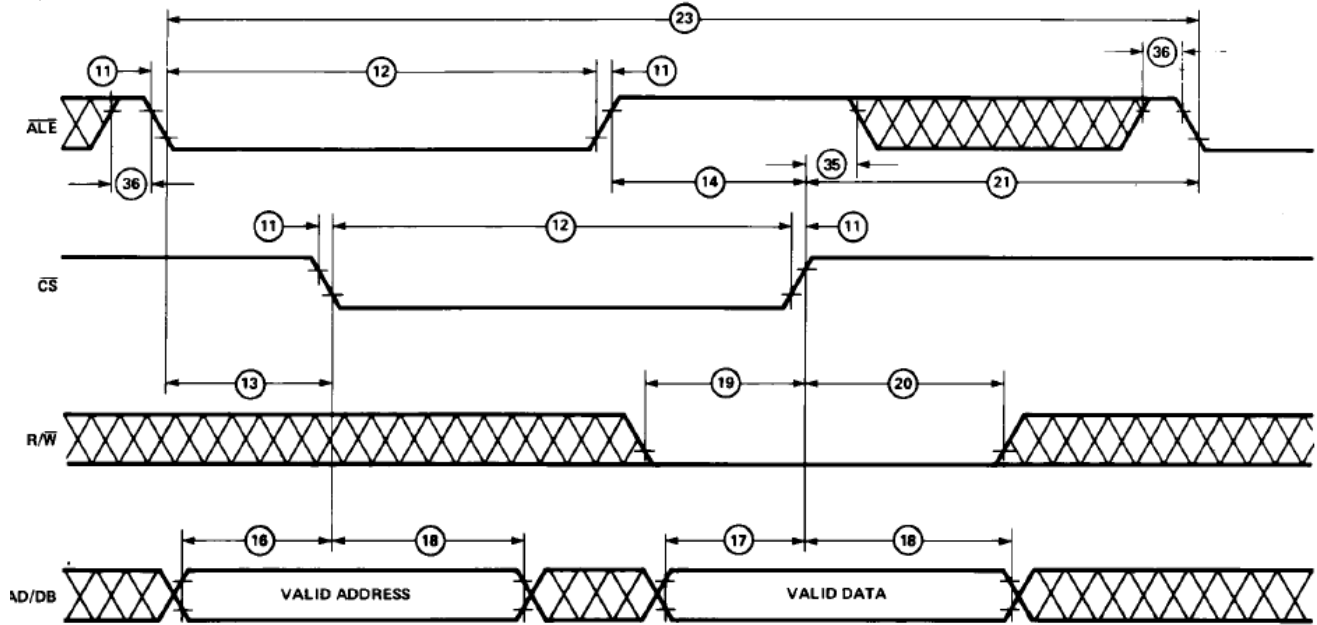 23
11 12 11 36
ALE
36 14 35 21
11 12 11
CS
13 19 20
R/W
16 18 17 18
AD/DB VALID ADDRESS VALID DATA